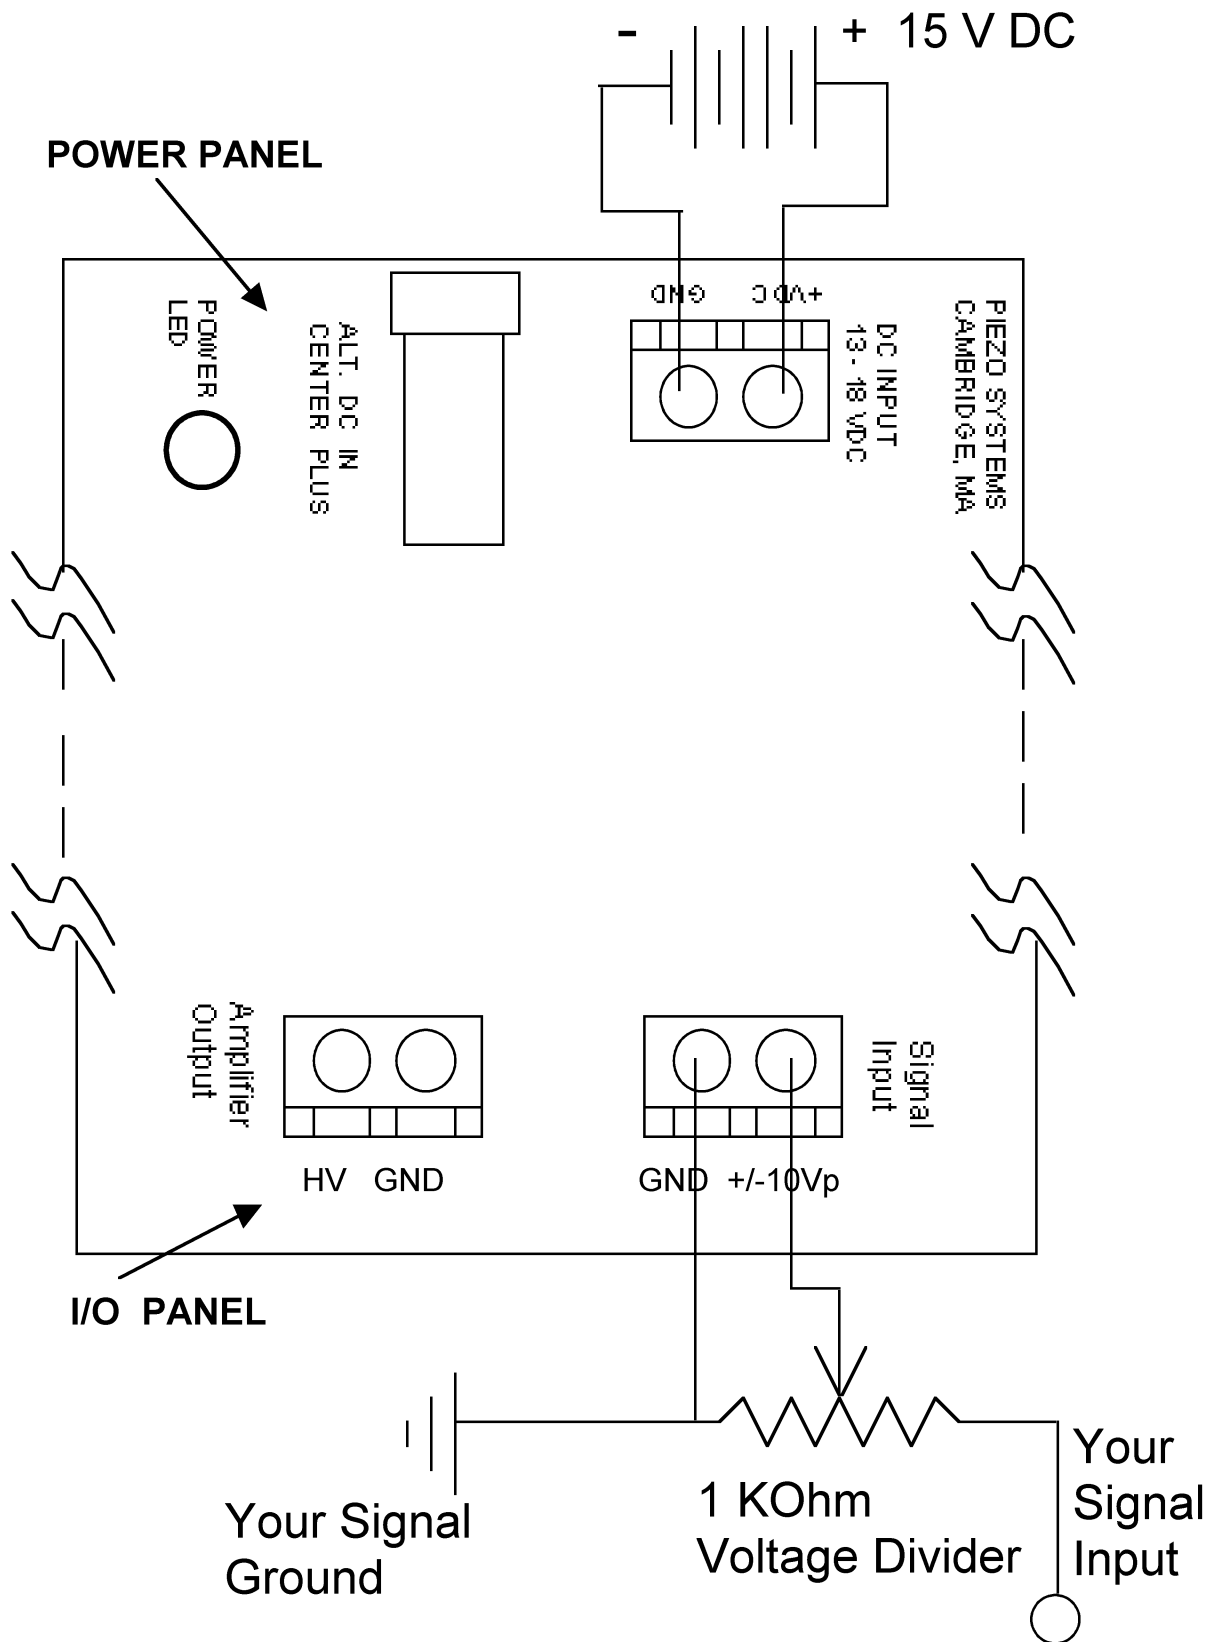 - + 15 V DC
POWER PANEL
GND
+VDC
POWER
LED
ALT. DC IN
CENTER PLUS
DC INPUT
13 - 18 VDC
PIEZO SYSTEMS
CAMBRIDGE, MA
Amplifier
Output
Signal
Input
HV GND
GND +/-10Vp
I/O PANEL
Your Signal
Ground
1 KOhm
Voltage Divider
Your
Signal
Input